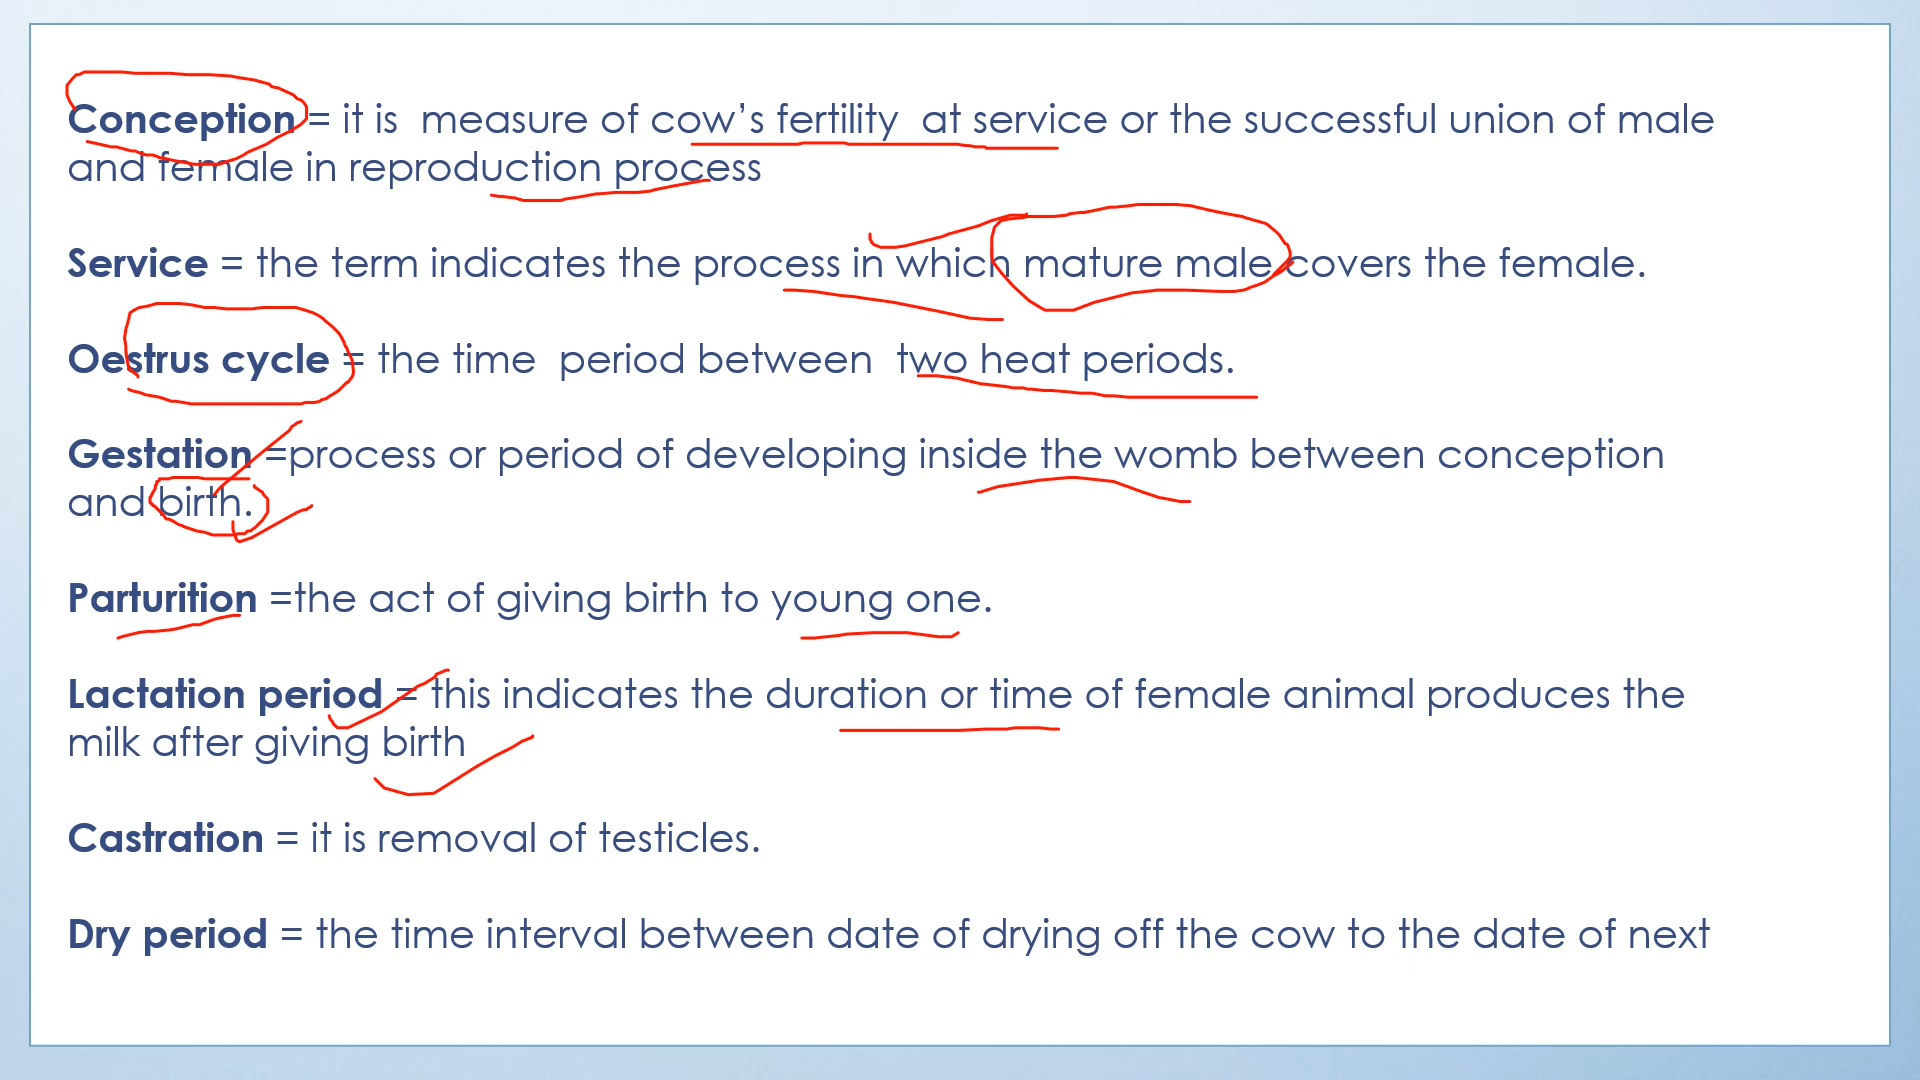 Conception = it is measure of cow’s fertility at service or the successful union of male
and female in reproduction process
Service = the term indicates the process in which mature male covers the female.
Oestrus cycle = the time period between two heat periods.
Gestation =process or period of developing inside the womb between conception
and birth.
Parturition =the act of giving birth to young one.
Lactation period = this indicates the duration or time of female animal produces the
milk after giving birth
Castration = it is removal of testicles.
Dry period = the time interval between date of drying off the cow to the date of next